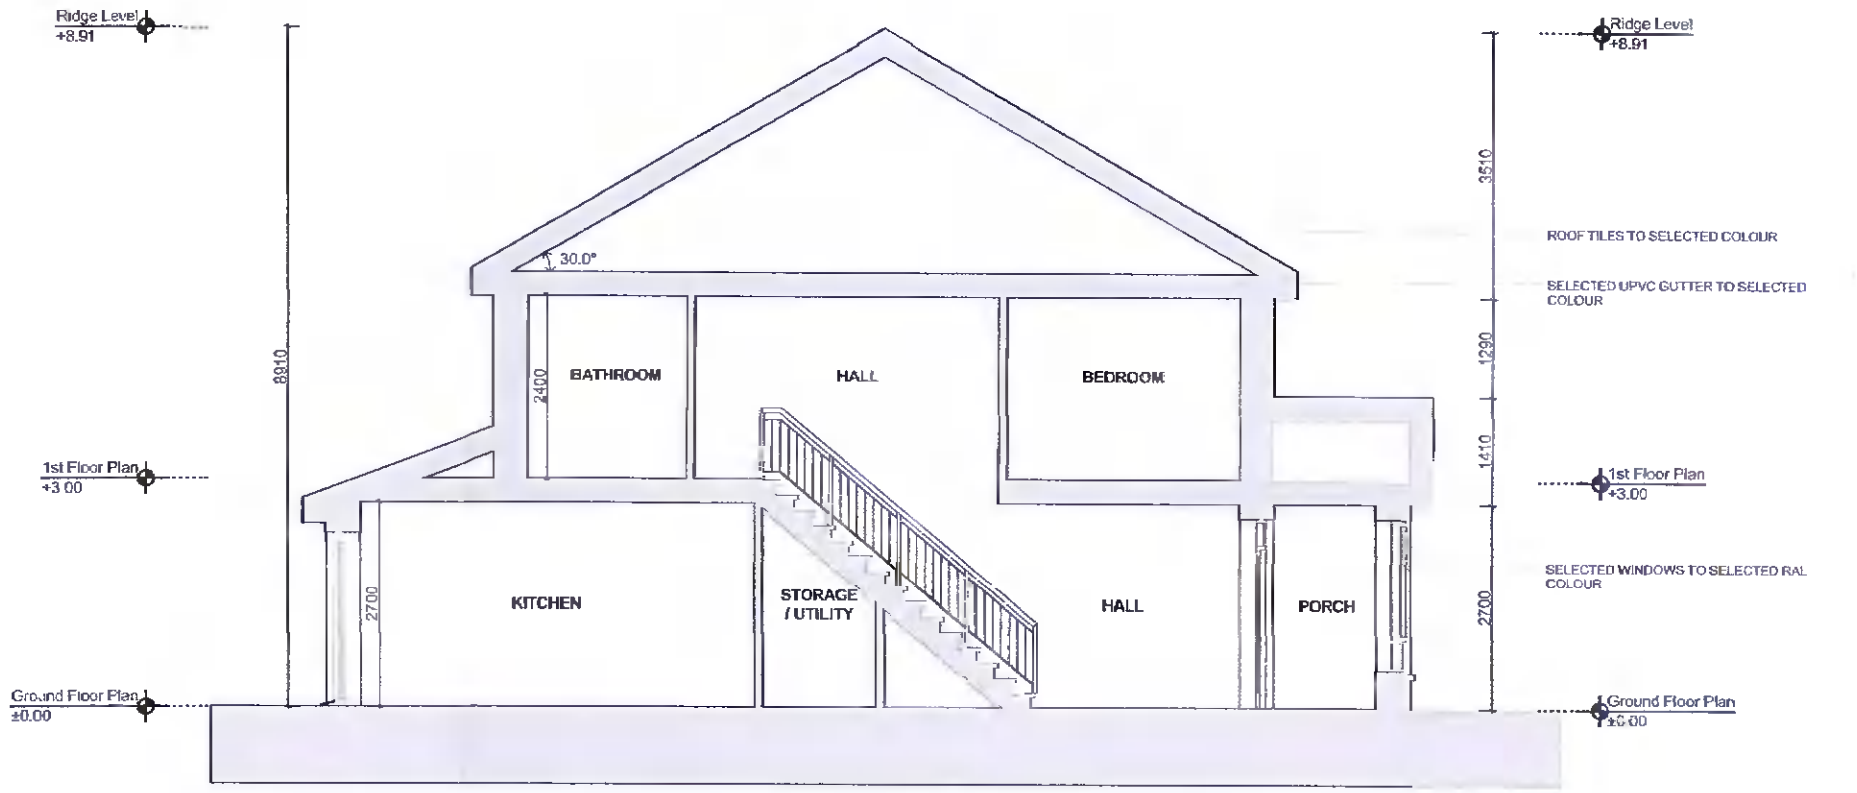 Ridge Level
+8.91
Ridge Level
+8.91
3510
ROOF TILES TO SELECTED COLOUR
30.0°
SELECTED UPVC GUTTER TO SELECTED
COLOUR
8910
2400
BATHROOM
HALL
BEDROOM
1290
1410
1st Floor Plan
+3.00
1st Floor Plan
+3.00
2700
KITCHEN
STORAGE
/ UTILITY
HALL
PORCH
2700
SELECTED WINDOWS TO SELECTED RAL
COLOUR
Ground Floor Plan
±0.00
Ground Floor Plan
±0.00